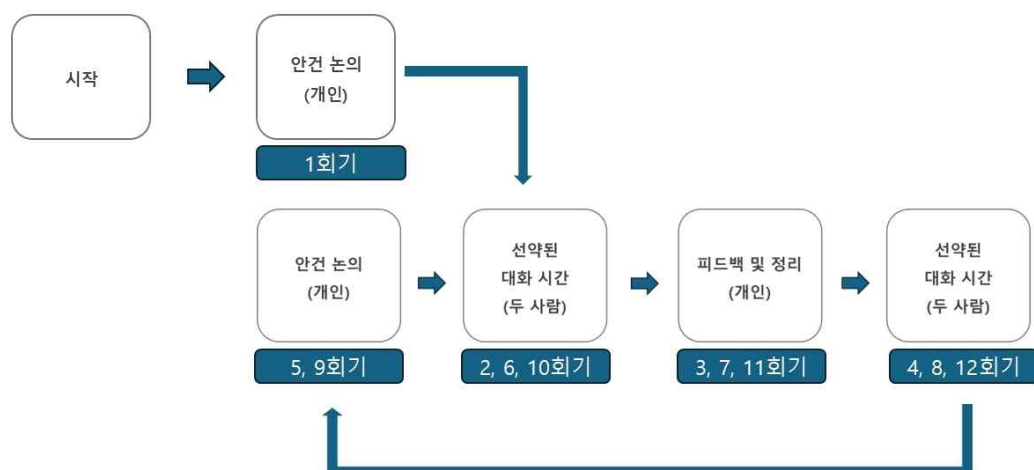 시작
안건 논의
(개인)
1회기
안건 논의
(개인)
5, 9회기
선약된
대화 시간
(두 사람)
2, 6, 10회기
피드백 및 정리
(개인)
3, 7, 11회기
선약된
대화 시간
(두 사람)
4, 8, 12회기